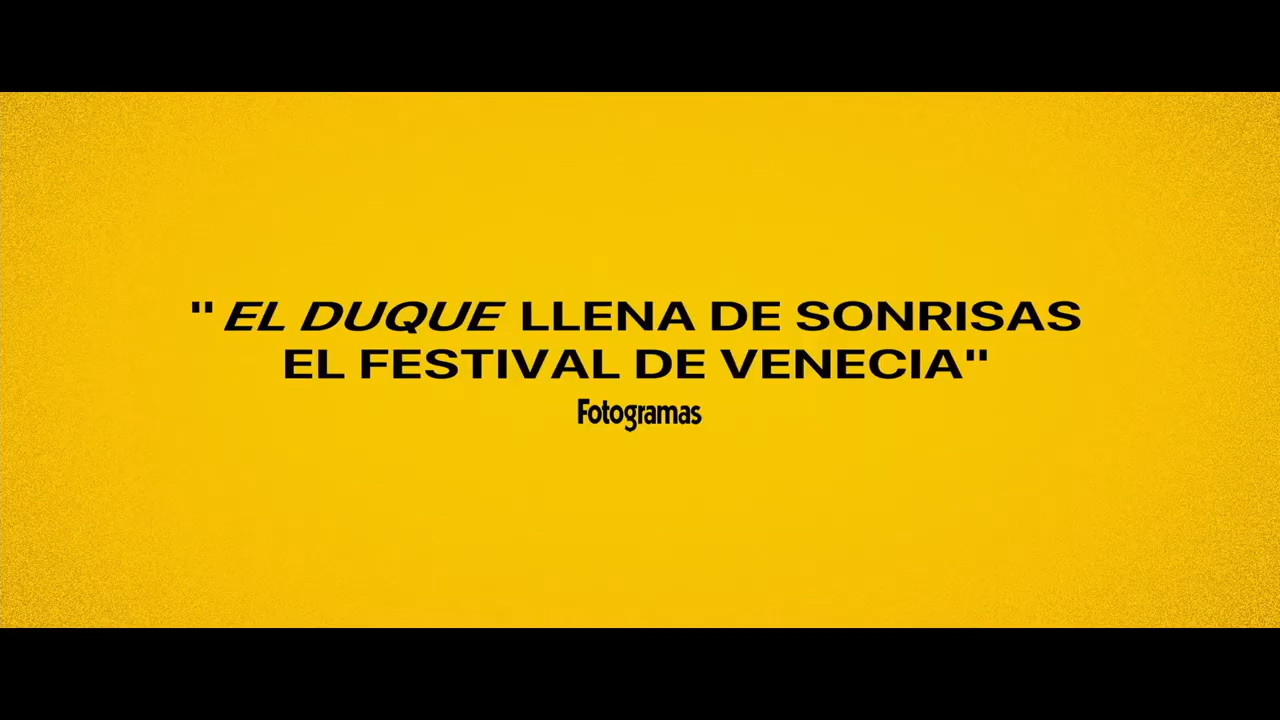 "EL DUQUE LLENA DE SONRISAS
EL FESTIVAL DE VENECIA"
Fotogramas